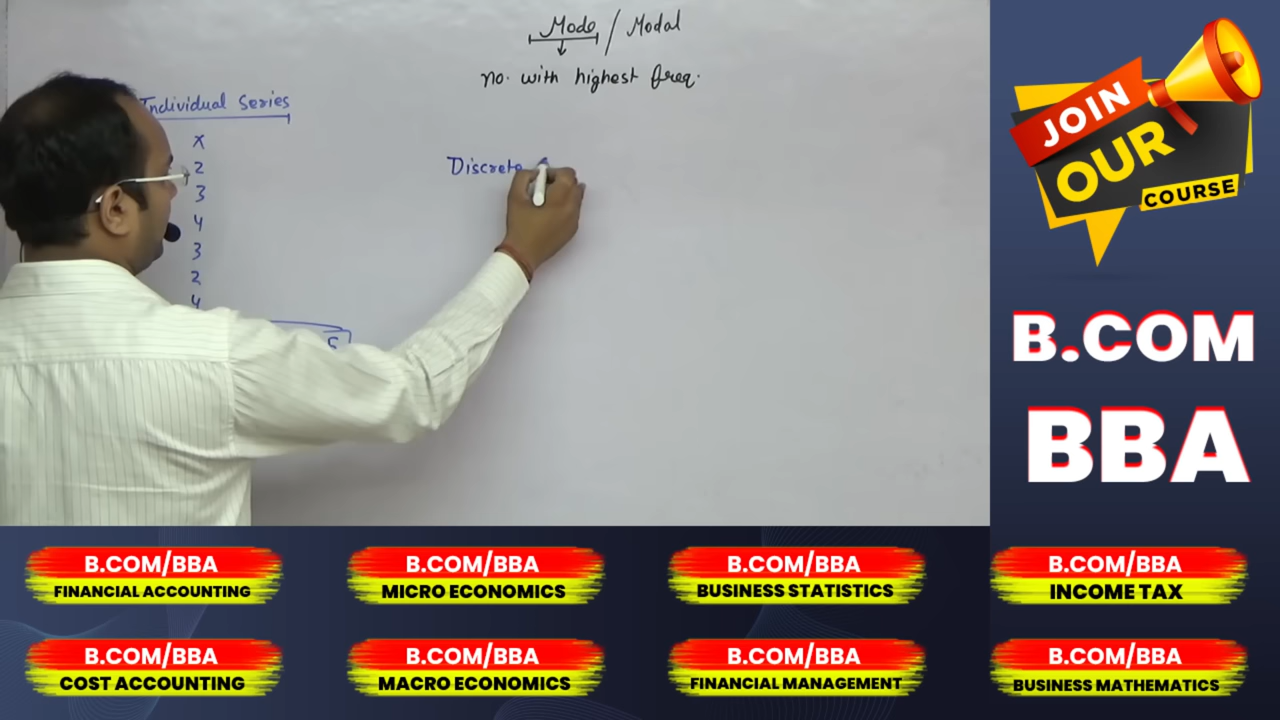 Mode / Modal
no. with highest freq.
Individual Series
X
2
3
4
3
2
4
5
Discrete
JOIN
OUR
COURSE
B.COM
BBA
B.COM/BBA
FINANCIAL ACCOUNTING
B.COM/BBA
MICRO ECONOMICS
B.COM/BBA
BUSINESS STATISTICS
B.COM/BBA
INCOME TAX
B.COM/BBA
COST ACCOUNTING
B.COM/BBA
MACRO ECONOMICS
B.COM/BBA
FINANCIAL MANAGEMENT
B.COM/BBA
BUSINESS MATHEMATICS